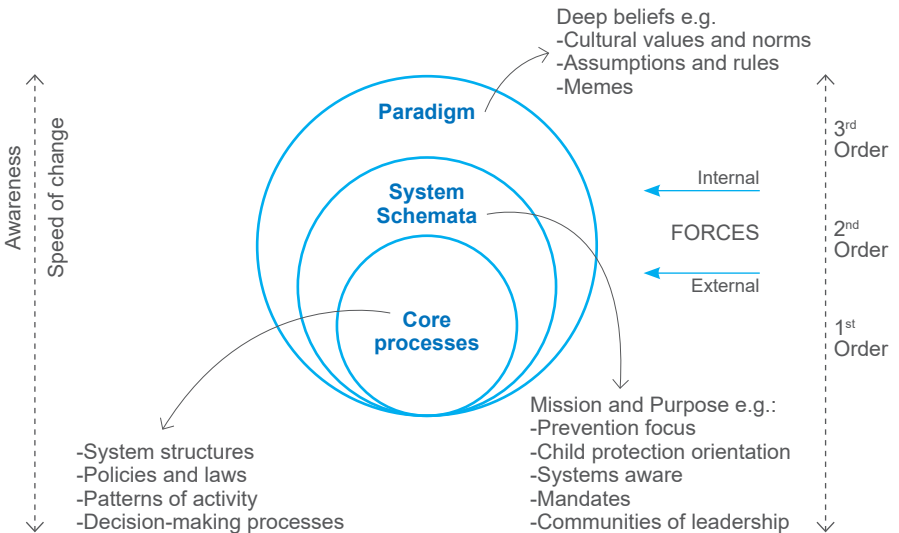 Deep beliefs e.g.
-Cultural values and norms
-Assumptions and rules
-Memes
Paradigm
System
Schemata
Core
processes
Awareness
Speed of change
Internal
FORCES
External
3rd
Order
2nd
Order
1st
Order
-System structures
-Policies and laws
-Patterns of activity
-Decision-making processes
Mission and Purpose e.g.:
-Prevention focus
-Child protection orientation
-Systems aware
-Mandates
-Communities of leadership